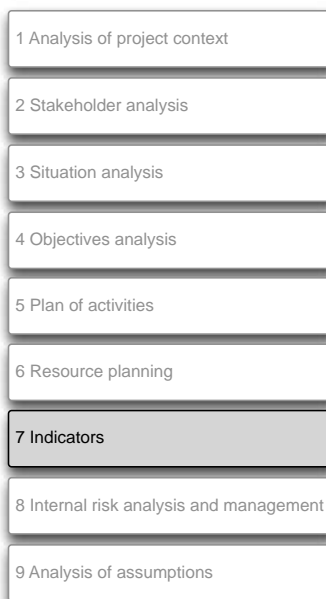 1 Analysis of project context
2 Stakeholder analysis
3 Situation analysis
4 Objectives analysis
5 Plan of activities
6 Resource planning
7 Indicators
8 Internal risk analysis and management
9 Analysis of assumptions